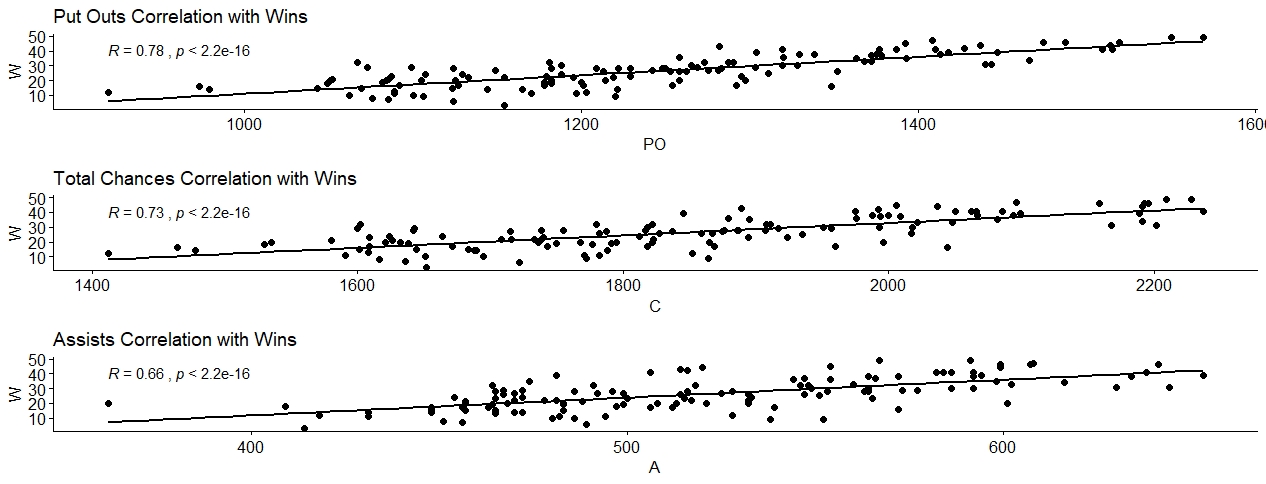 Put Outs Correlation with Wins
50
40
30
20
10
W
R = 0.78 , p < 2.2e-16
1000 1200 1400 1600
PO
Total Chances Correlation with Wins
50
40
30
20
10
W
R = 0.73 , p < 2.2e-16
1400 1600 1800 2000 2200
C
Assists Correlation with Wins
50
40
30
20
10
W
R = 0.66 , p < 2.2e-16
400 500 600
A